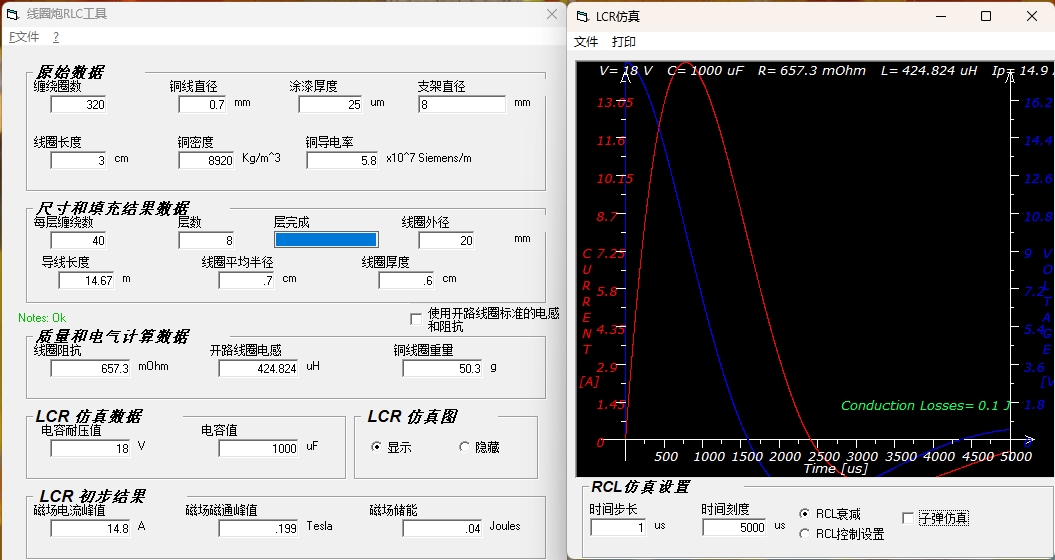 线圈炮RLC工具
F文件 ?
原始数据
缠绕圈数 铜线直径 涂漆厚度 支架直径
320 0.7 mm 25 um 8 mm
线圈长度 铜密度 铜导电率
3 cm 8920 Kg/m^3 5.8 x10^7 Siemens/m
尺寸和填充结果数据
每层缠绕数 层数 层完成 线圈外径
40 8 20 mm
导线长度 线圈平均半径 线圈厚度
14.67 m .7 cm .6 cm
Notes: Ok
使用开路线圈标准的电感
和阻抗
质量和电气计算数据
线圈阻抗 开路线圈电感 铜线圈重量
657.3 mOhm 424.824 uH 50.3 g
LCR 仿真数据
电容耐压值 电容值
18 V 1000 uF
LCR 仿真图
显示 隐藏
LCR 初步结果
磁场电流峰值 磁场磁通峰值 磁场储能
14.8 A .199 Tesla .04 Joules
LCR仿真
文件 打印
V= 18 V C= 1000 uF R= 657.3 mOhm L= 424.824 uH Ip= 14.9
13.05 16.2
11.6 14.4
10.15 12.6
8.7 10.8
7.25 9
5.8 7.2
4.35 5.4
2.9 3.6
1.45 1.8
0
CURRENT
[A]
VOLTAGE
[V
Conduction Losses= 0.1 J
500 1000 1500 2000 2500 3000 3500 4000 4500 5000
Time [us]
RCL仿真设置
时间步长 时间刻度
1 us 5000 us
RCL衰减
RCL控制设置
子弹仿真